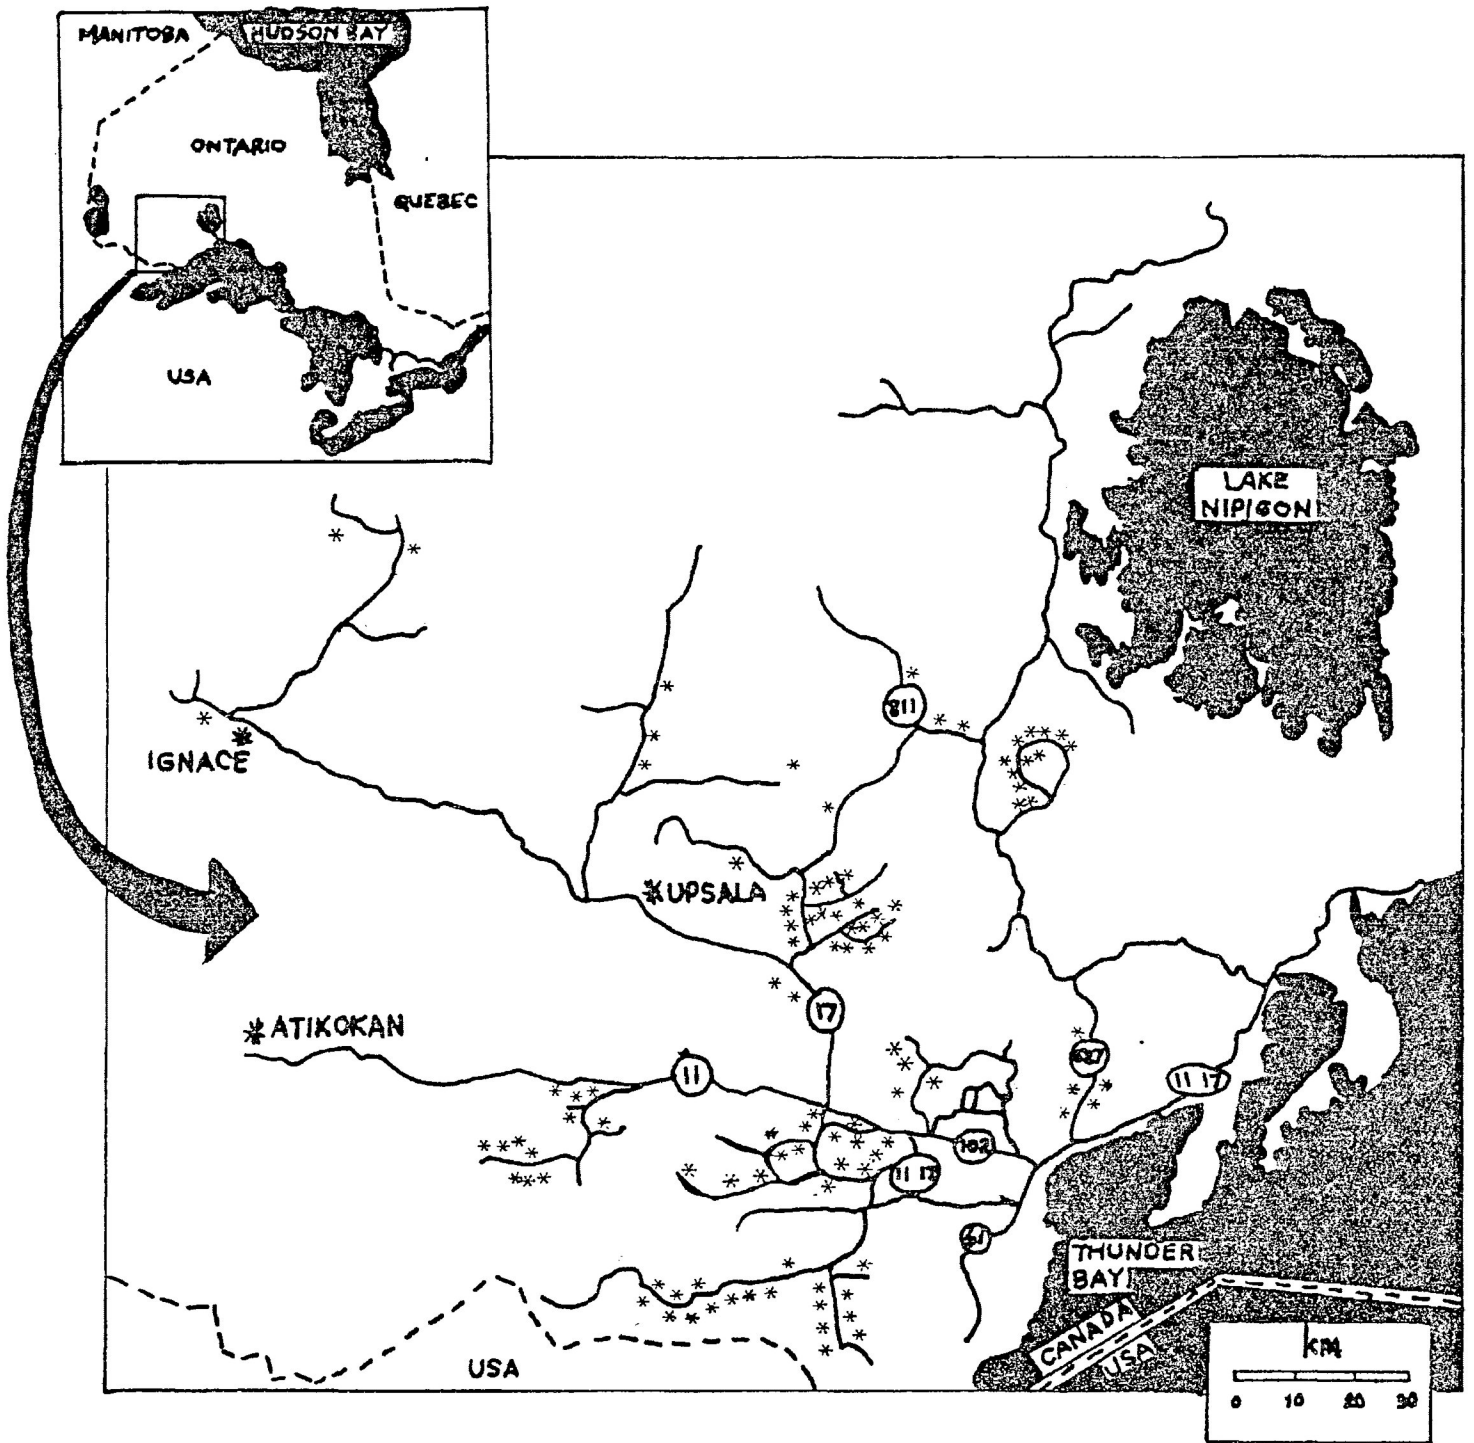 MANITOBA
HUDSON BAY
ONTARIO
QUEBEC
USA
LAKE
NIPIGON
811
IGNACE
UPSALA
17
ATIKOKAN
11
527
11 17
102
11 17
61
THUNDER
BAY
CANADA
USA
USA
KM
0 10 20 30